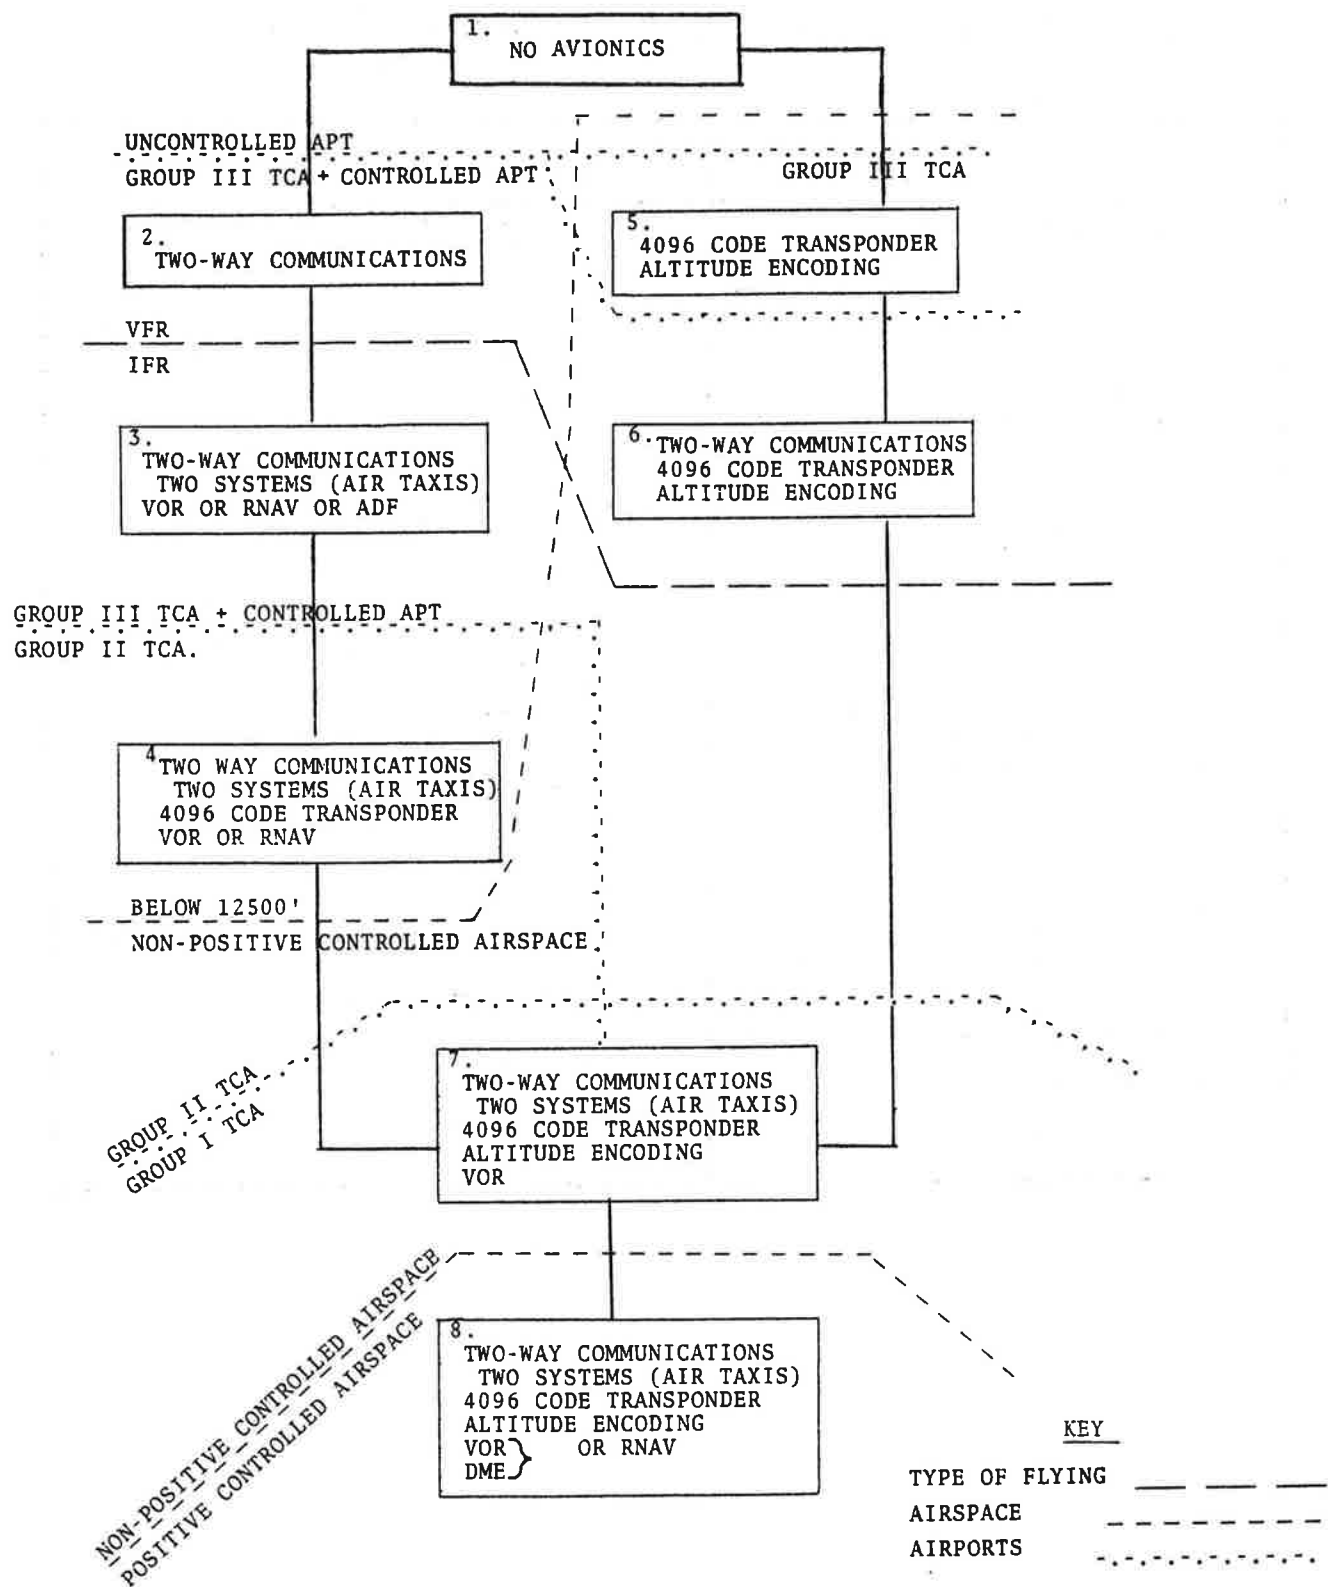 1.
NO AVIONICS
UNCONTROLLED APT
GROUP III TCA + CONTROLLED APT
GROUP III TCA
2.
TWO-WAY COMMUNICATIONS
5.
4096 CODE TRANSPONDER
ALTITUDE ENCODING
VFR
IFR
3.
TWO-WAY COMMUNICATIONS
TWO SYSTEMS (AIR TAXIS)
VOR OR RNAV OR ADF
6.
TWO-WAY COMMUNICATIONS
4096 CODE TRANSPONDER
ALTITUDE ENCODING
GROUP III TCA + CONTROLLED APT
GROUP II TCA.
4
TWO WAY COMMUNICATIONS
TWO SYSTEMS (AIR TAXIS)
4096 CODE TRANSPONDER
VOR OR RNAV
BELOW 12500'
NON-POSITIVE CONTROLLED AIRSPACE
GROUP II TCA
GROUP I TCA
7.
TWO-WAY COMMUNICATIONS
TWO SYSTEMS (AIR TAXIS)
4096 CODE TRANSPONDER
ALTITUDE ENCODING
VOR
NON-POSITIVE CONTROLLED AIRSPACE
POSITIVE CONTROLLED AIRSPACE
8.
TWO-WAY COMMUNICATIONS
TWO SYSTEMS (AIR TAXIS)
4096 CODE TRANSPONDER
ALTITUDE ENCODING
VOR } OR RNAV
DME
KEY
TYPE OF FLYING
AIRSPACE
AIRPORTS